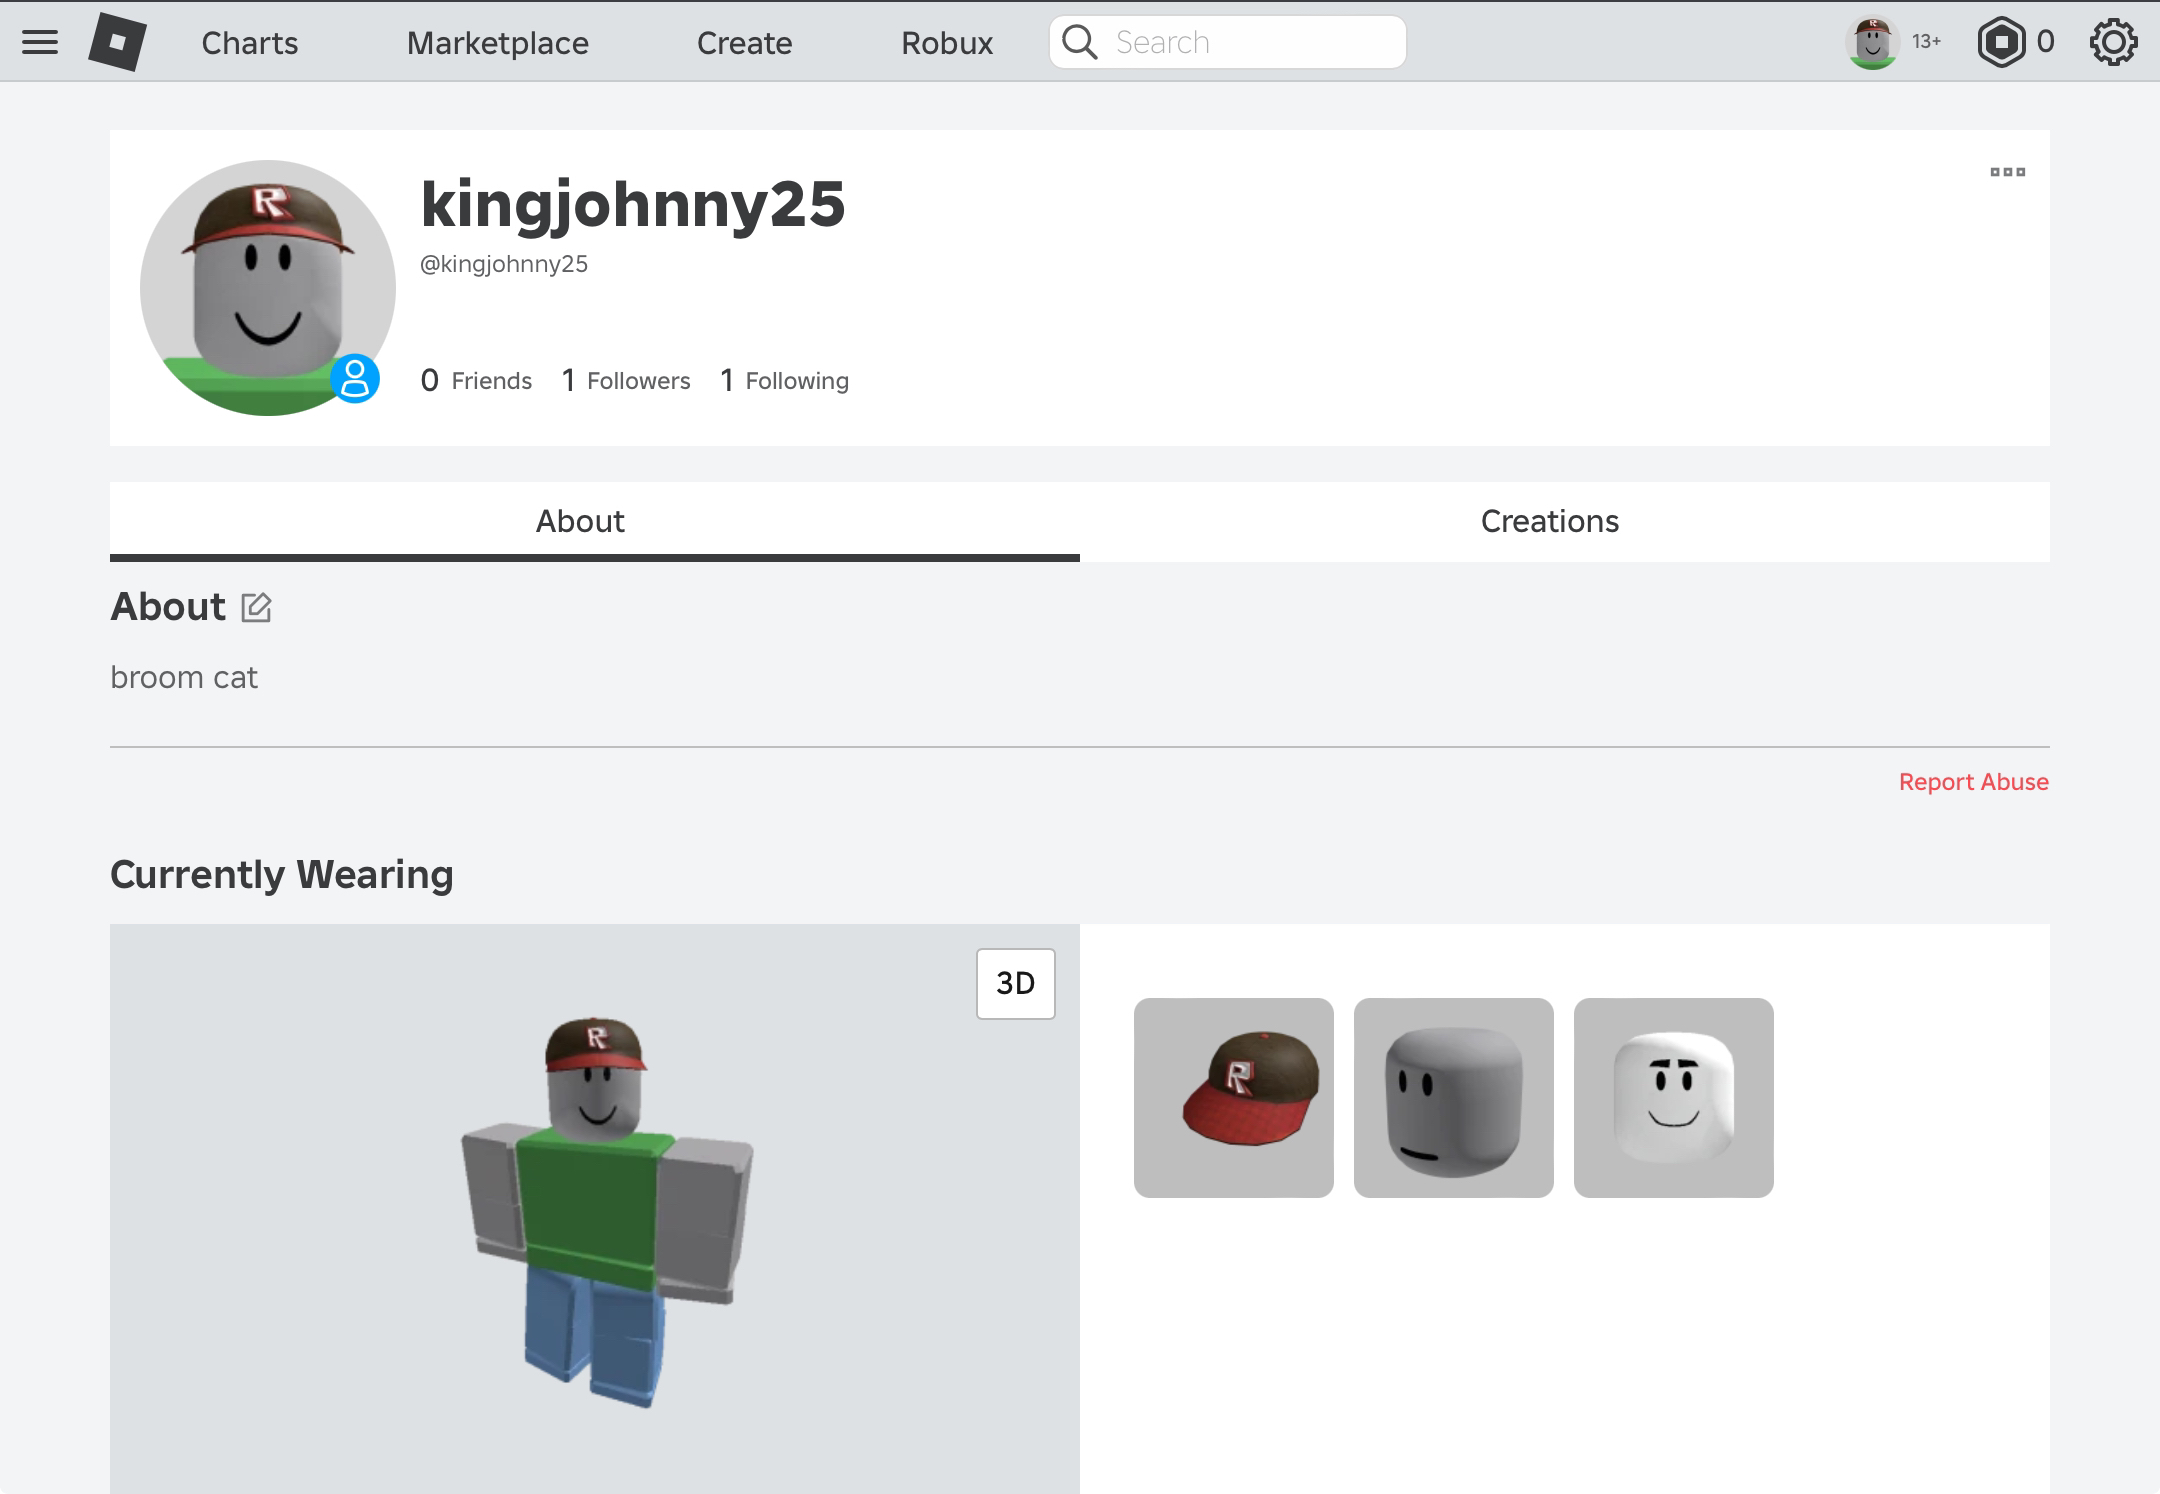 Charts Marketplace Create Robux Search 13+ 0
kingjohnny25
@kingjohnny25
0 Friends 1 Followers 1 Following
About Creations
About
broom cat
Report Abuse
Currently Wearing
3D
R
R
R